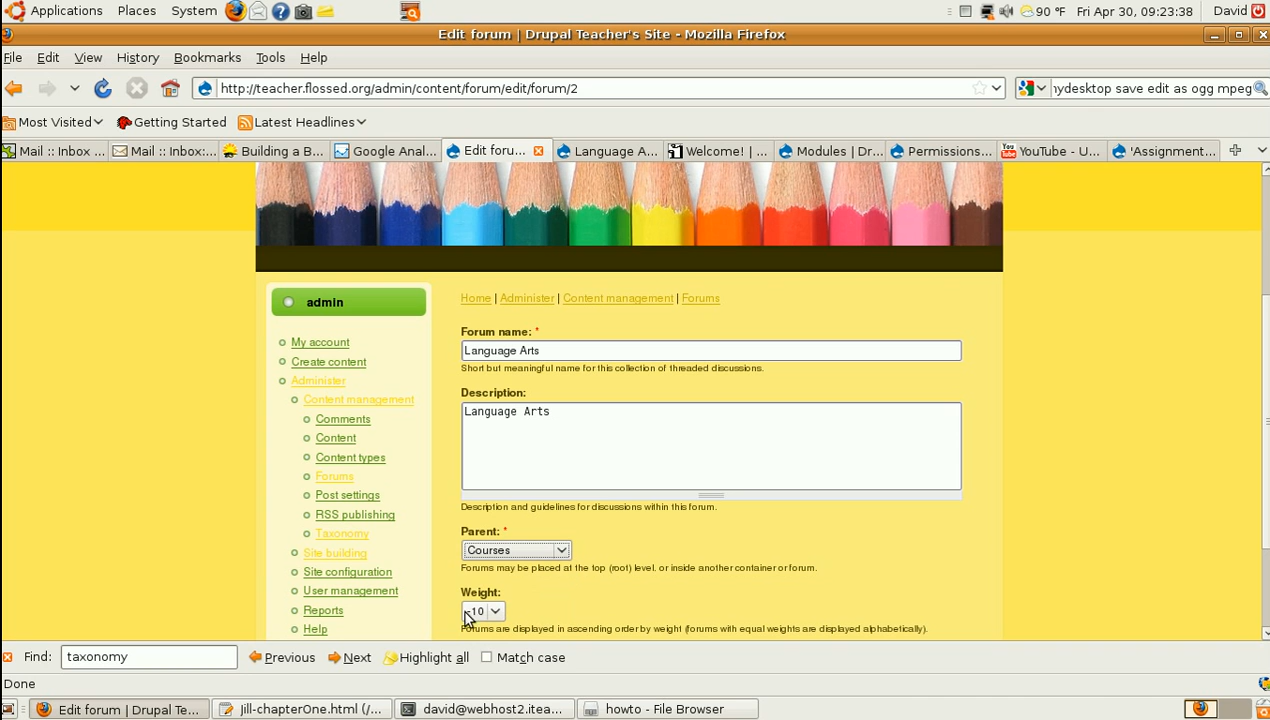 Applications Places System 90 °F Fri Apr 30, 09:23:38 David
Edit forum | Drupal Teacher's Site - Mozilla Firefox
File Edit View History Bookmarks Tools Help
http://teacher.flossed.org/admin/content/forum/edit/forum/2 ydesktop save edit as ogg mpeg
Most Visited Getting Started Latest Headlines
Mail :: Inbox ... Mail :: Inbox:... Building a B... Google Anal... Edit foru... Language A... Welcome! | ... Modules | Dr... Permissions... YouTube - U... 'Assignment...
Home | Administer | Content management | Forums
admin
Forum name: *
Language Arts
Short but meaningful name for this collection of threaded discussions.
Description:
Language Arts
Description and guidelines for discussions within this forum.
Parent: *
Courses
Forums may be placed at the top (root) level, or inside another container or forum.
Weight:
-10
Forums are displayed in ascending order by weight (forums with equal weights are displayed alphabetically).
My account
Create content
Administer
Content management
Comments
Content
Content types
Forums
Post settings
RSS publishing
Taxonomy
Site building
Site configuration
User management
Reports
Help
Find: taxonomy Previous Next Highlight all Match case
Done
Edit forum | Drupal Te... Jill-chapterOne.html (/... david@webhost2.itea... howto - File Browser